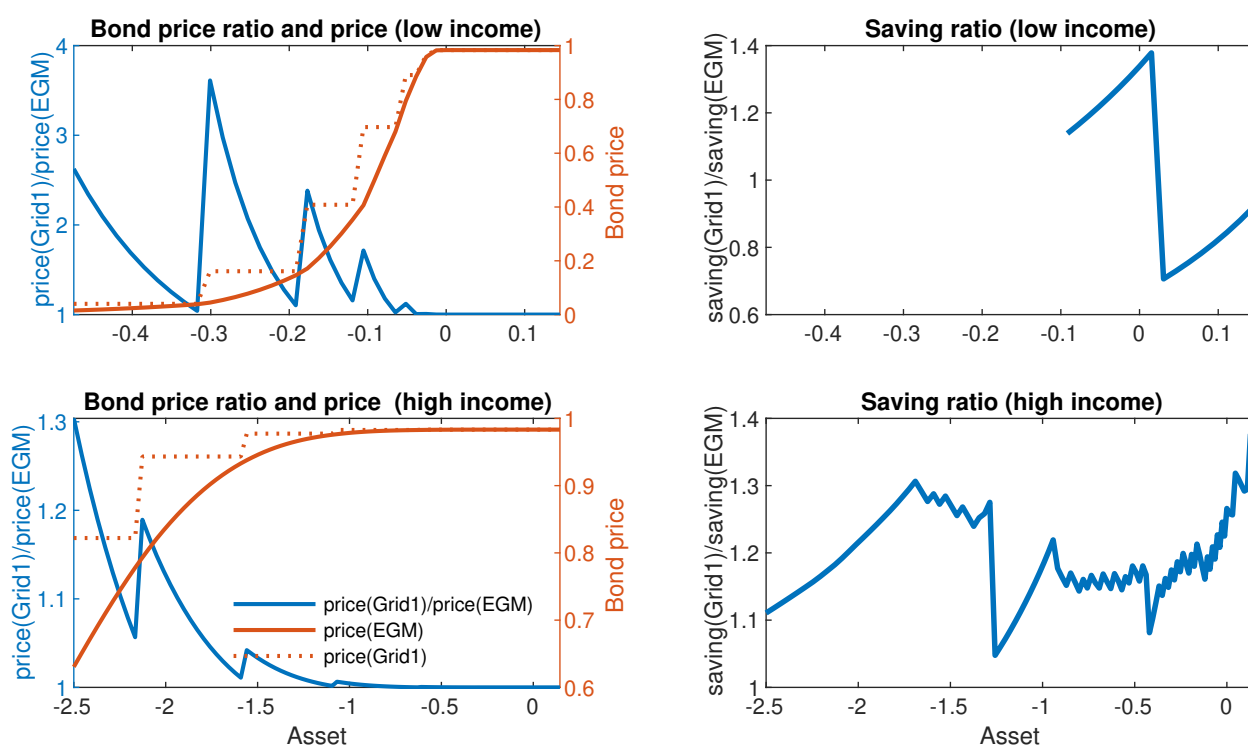 Bond price ratio and price (low income)
price(Grid1)/price(EGM)
4
3
2
1
1
0.8
0.6
0.4
0.2
0
Bond price
-0.4 -0.3 -0.2 -0.1 0 0.1
Saving ratio (low income)
saving(Grid1)/saving(EGM)
1.4
1.2
1
0.8
0.6
-0.4 -0.3 -0.2 -0.1 0 0.1
Bond price ratio and price (high income)
price(Grid1)/price(EGM)
1.3
1.2
1.1
1
1
0.9
0.8
0.7
0.6
Bond price
price(Grid1)/price(EGM)
price(EGM)
price(Grid1)
-2.5 -2 -1.5 -1 -0.5 0
Asset
Saving ratio (high income)
saving(Grid1)/saving(EGM)
1.4
1.3
1.2
1.1
1
-2.5 -2 -1.5 -1 -0.5 0
Asset